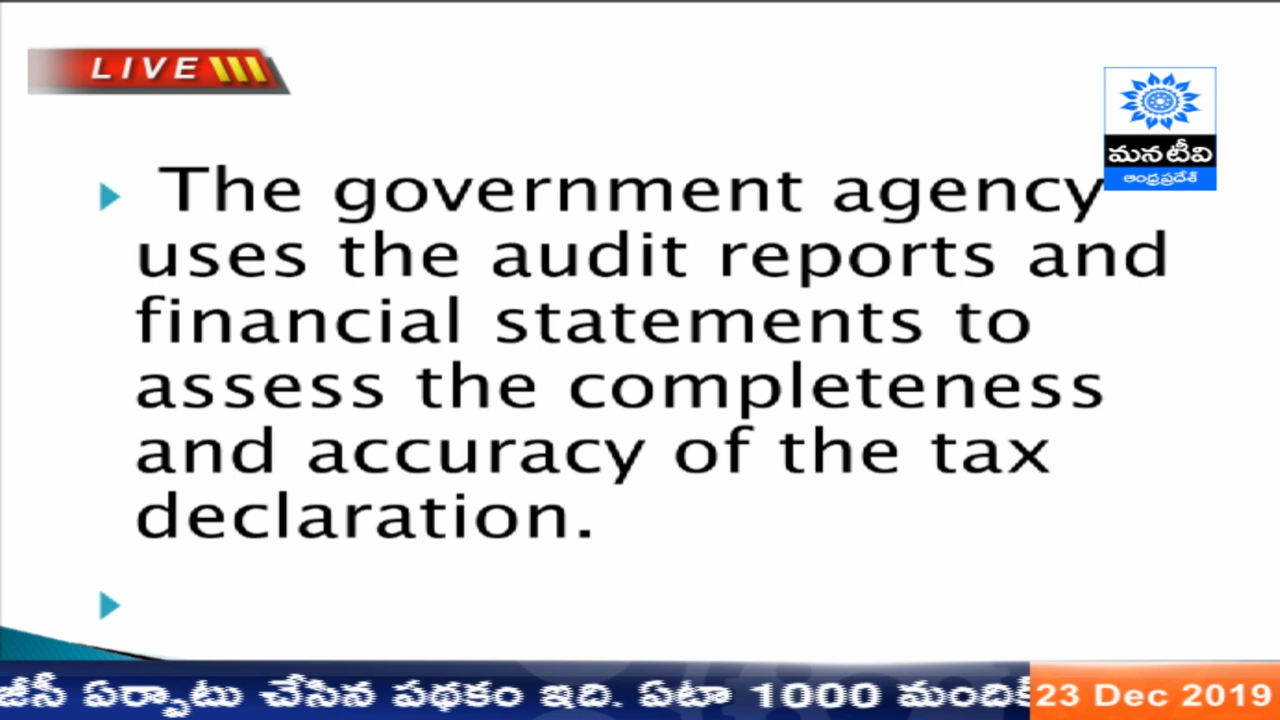 LIVE
మన టీవి
ఆంధ్రప్రదేశ్
The government agency
uses the audit reports and
financial statements to
assess the completeness
and accuracy of the tax
declaration.
ఏర్పాటు చేసిన పథకం ఇది. ఏటా 1000
23 Dec 2019